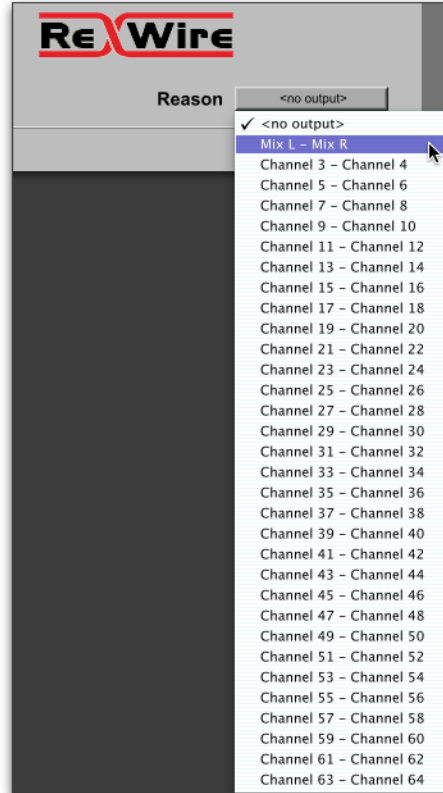 ReWire
Reason <no output>
✓ <no output>
Mix L – Mix R
Channel 3 – Channel 4
Channel 5 – Channel 6
Channel 7 – Channel 8
Channel 9 – Channel 10
Channel 11 – Channel 12
Channel 13 – Channel 14
Channel 15 – Channel 16
Channel 17 – Channel 18
Channel 19 – Channel 20
Channel 21 – Channel 22
Channel 23 – Channel 24
Channel 25 – Channel 26
Channel 27 – Channel 28
Channel 29 – Channel 30
Channel 31 – Channel 32
Channel 33 – Channel 34
Channel 35 – Channel 36
Channel 37 – Channel 38
Channel 39 – Channel 40
Channel 41 – Channel 42
Channel 43 – Channel 44
Channel 45 – Channel 46
Channel 47 – Channel 48
Channel 49 – Channel 50
Channel 51 – Channel 52
Channel 53 – Channel 54
Channel 55 – Channel 56
Channel 57 – Channel 58
Channel 59 – Channel 60
Channel 61 – Channel 62
Channel 63 – Channel 64